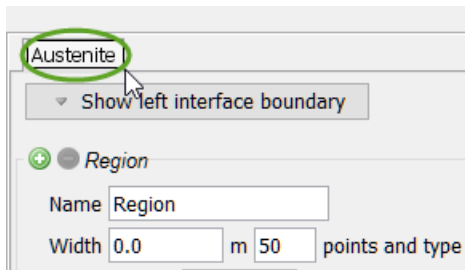 Austenite
Show left interface boundary
Region
Name Region
Width 0.0 m 50 points and type